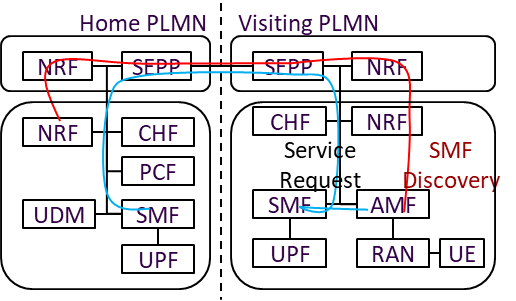 Home PLMN
Visiting PLMN
NRF
SEPP
SEPP
NRF
NRF
CHF
PCF
UDM
SMF
UPF
CHF
NRF
Service
Request
SMF
Discovery
SMF
AMF
UPF
RAN
UE